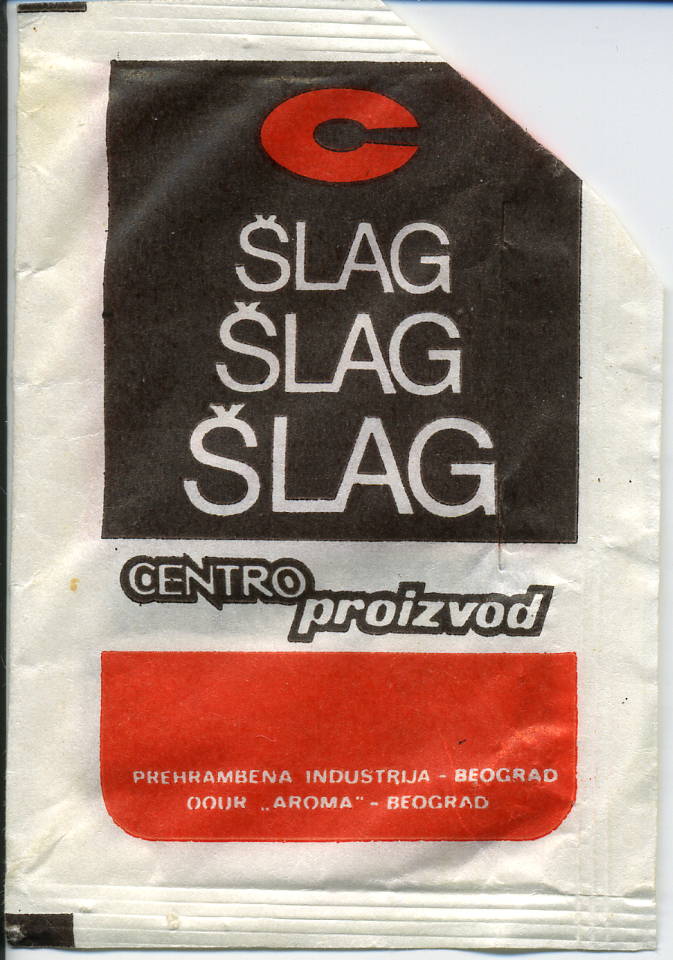 ŠLAG
ŠLAG
ŠLAG
CENTRO
proizvod
PREHRAMBENA INDUSTRIJA - BEOGRAD
OOUR „AROMA" - BEOGRAD